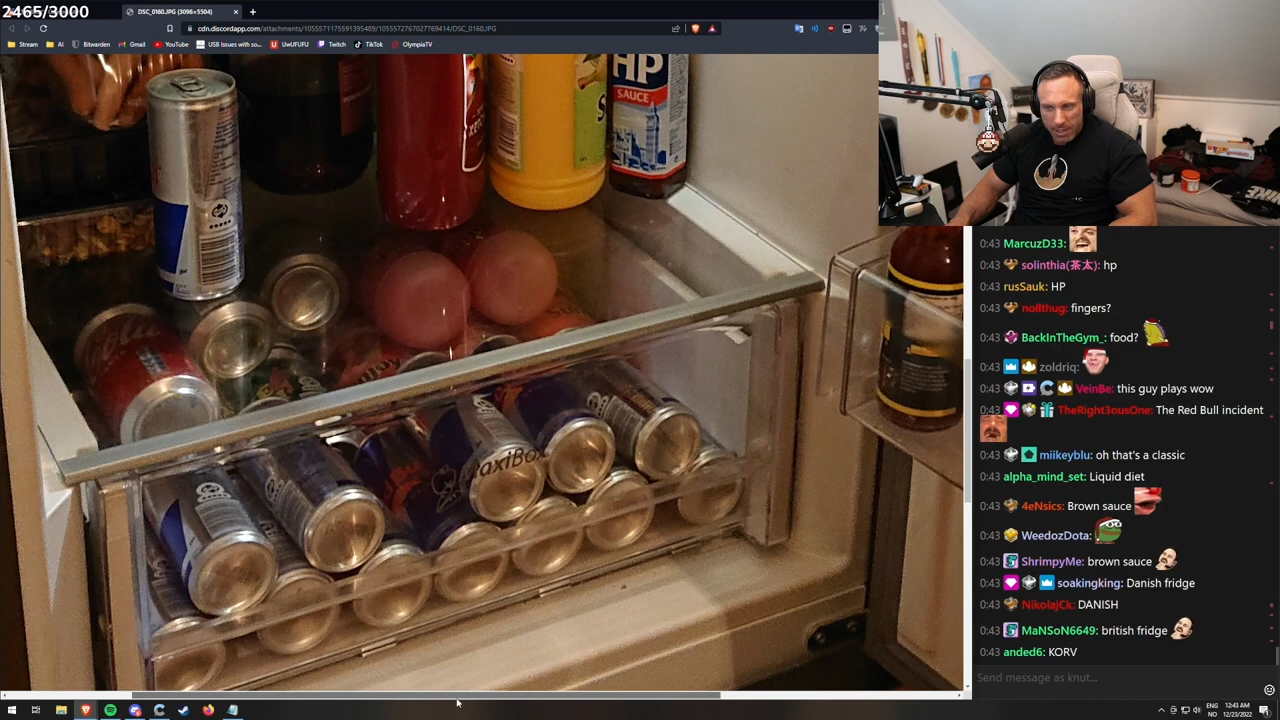 2465/3000
DSC_0160.JPG (3096×5504)
cdn.discordapp.com/attachments/1055571175591395489/1055572767027769414/DSC_0160.JPG
Stream
AI
Bitwarden
Gmail
YouTube
USB Issues with so...
UwUFUFU
Twitch
TikTok
OlympiaTV
HP
SAUCE
MaxiBox
NIKE
0:43 MarcuzD33:
0:43 solinthia(茶太): hp
0:43 rusSauk: HP
0:43 nollthug: fingers?
0:43 BackInTheGym_: food?
0:43 zoldriq:
0:43 VeinBe: this guy plays wow
0:43 TheRight3ousOne: The Red Bull incident
0:43 miikeyblu: oh that's a classic
0:43 alpha_mind_set: Liquid diet
0:43 4eNsics: Brown sauce
0:43 WeedozDota:
0:43 ShrimpyMe: brown sauce
0:43 soakingking: Danish fridge
0:43 NikolajCk: DANISH
0:43 MaNSoN6649: british fridge
0:43 anded6: KORV
Send message as knut...
ENG
NO
12:43 AM
12/23/2022